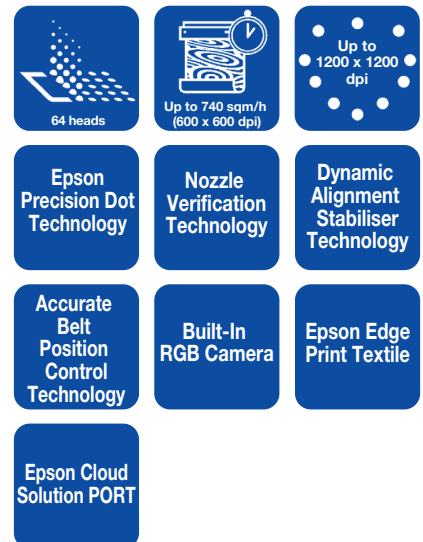 64 heads
Up to 740 sqm/h
(600 x 600 dpi)
Up to
1200 x 1200
dpi
Epson
Precision Dot
Technology
Nozzle
Verification
Technology
Dynamic
Alignment
Stabiliser
Technology
Accurate
Belt
Position
Control
Technology
Built-In
RGB Camera
Epson Edge
Print Textile
Epson Cloud
Solution PORT